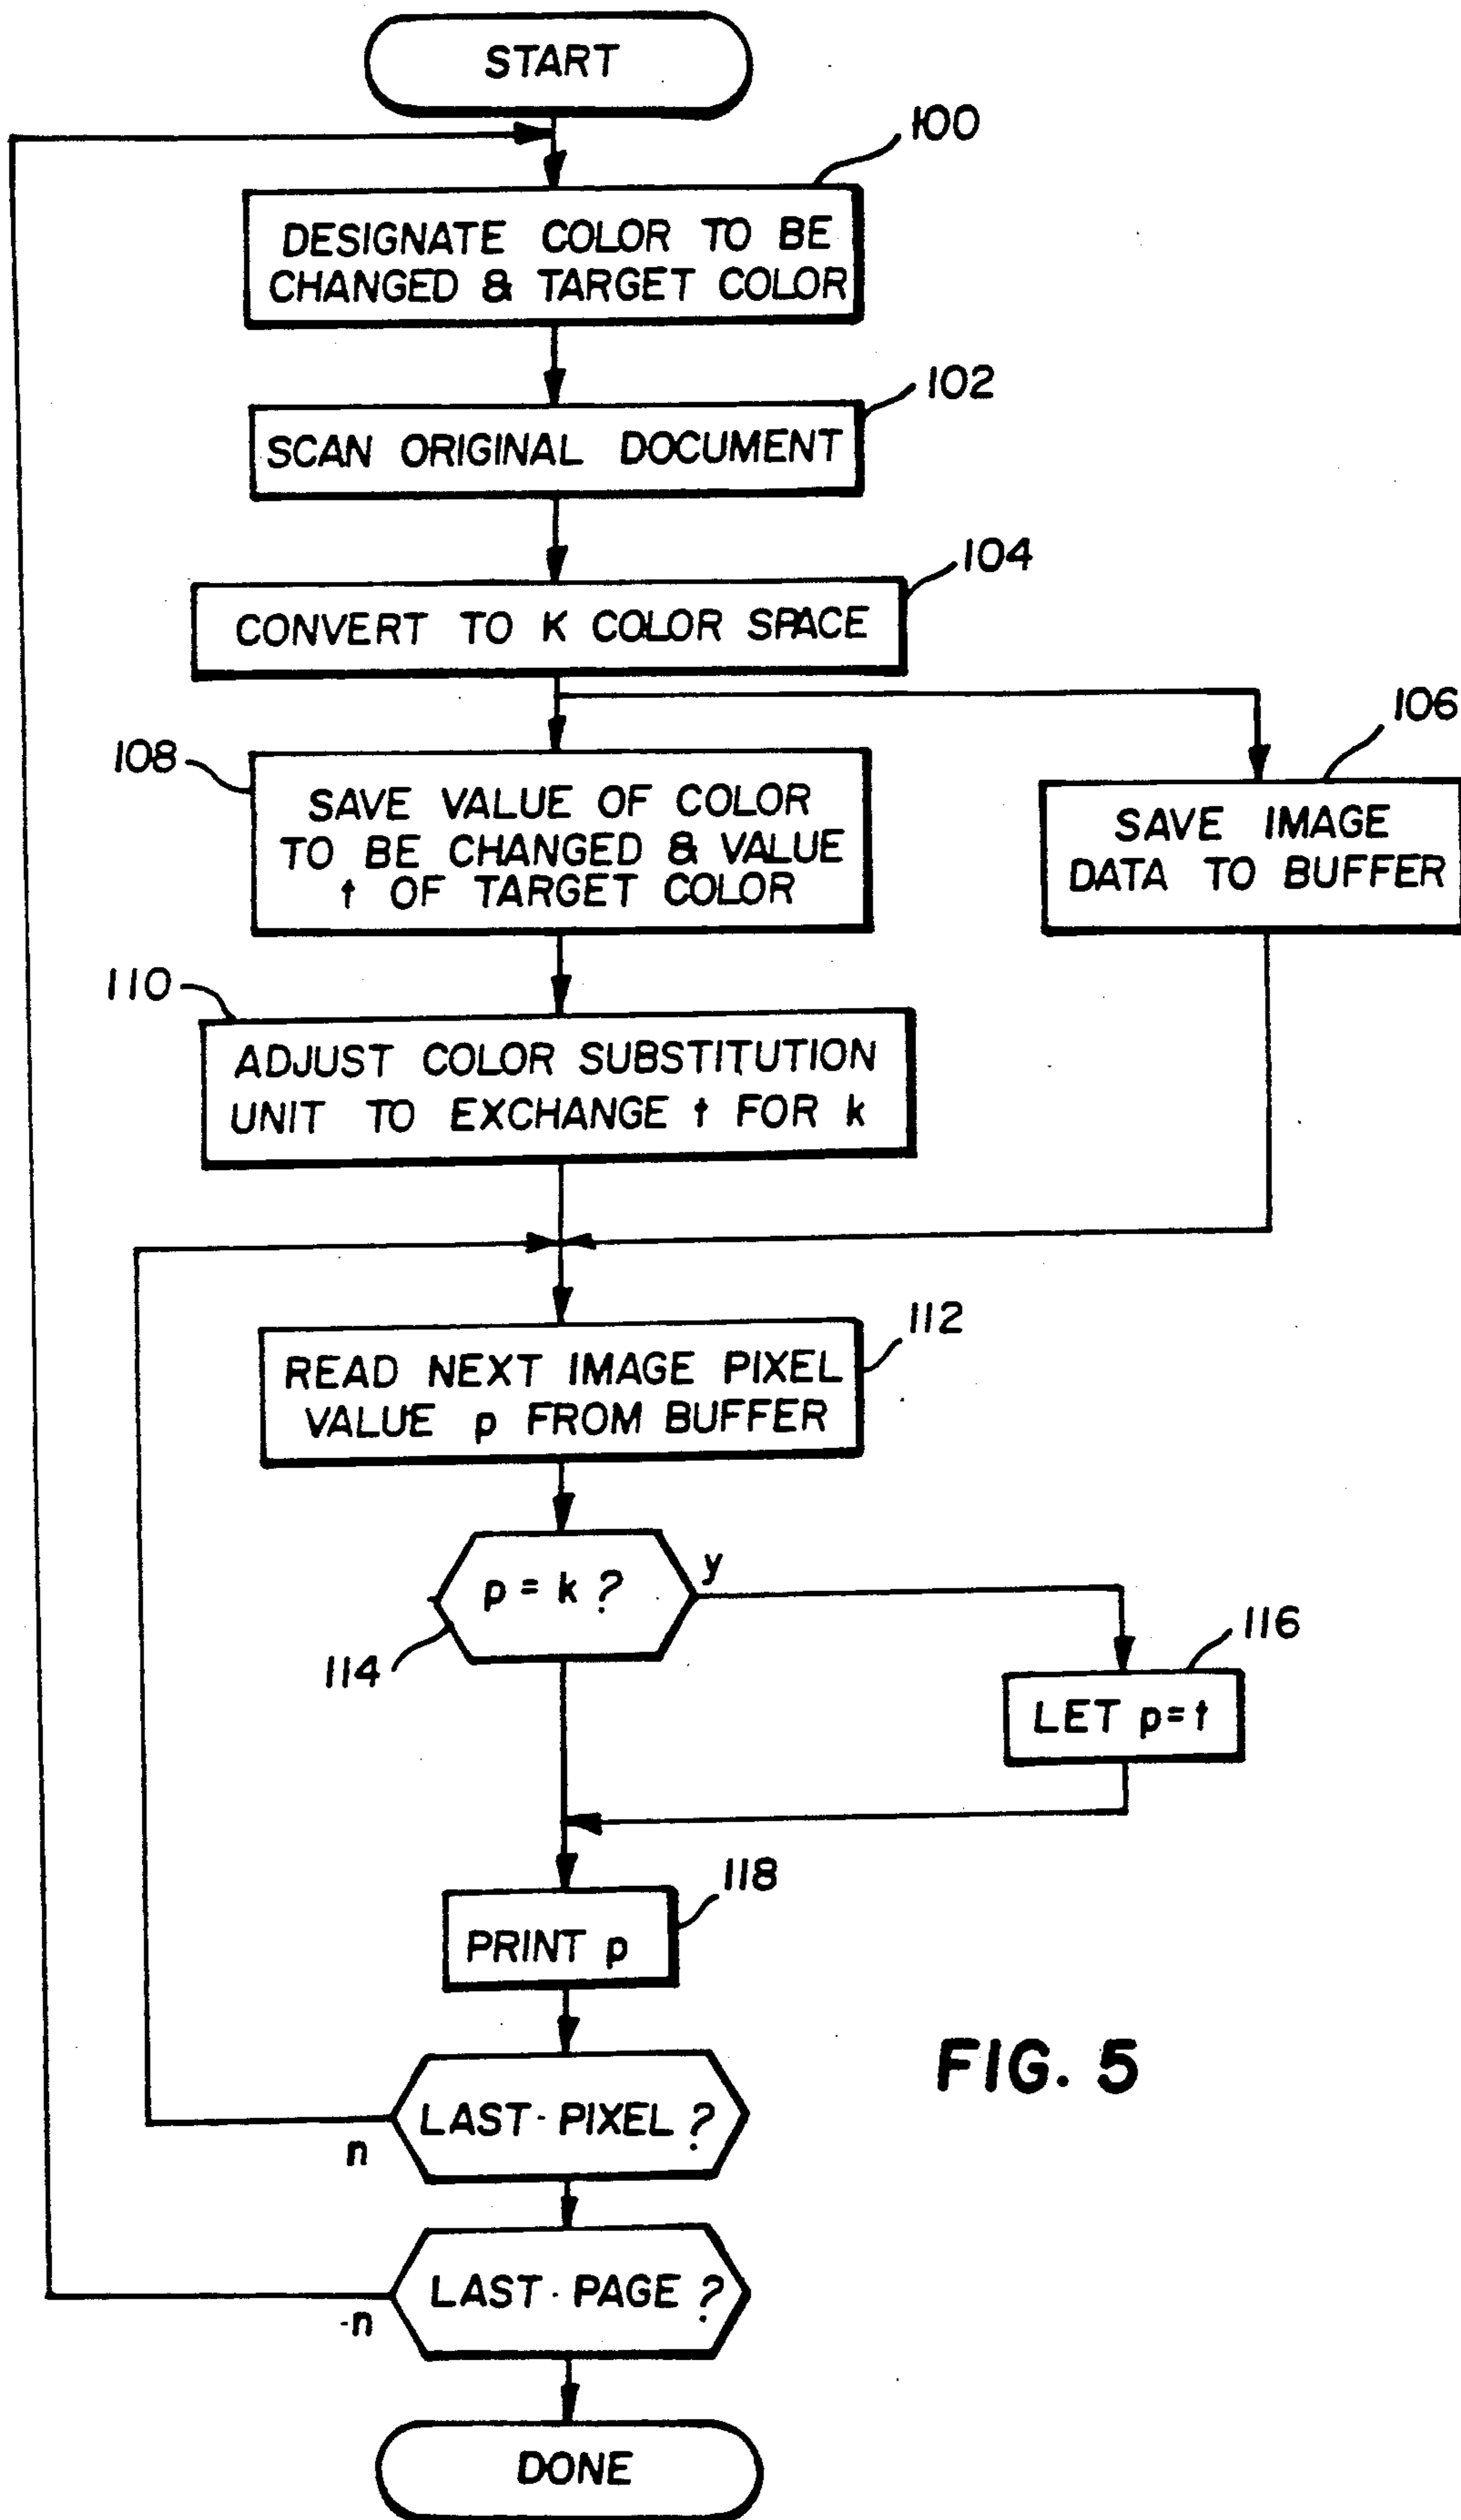 START
100
DESIGNATE COLOR TO BE
CHANGED & TARGET COLOR
102
SCAN ORIGINAL DOCUMENT
104
CONVERT TO K COLOR SPACE
106
108
SAVE VALUE OF COLOR
TO BE CHANGED & VALUE
t OF TARGET COLOR
SAVE IMAGE
DATA TO BUFFER
110
ADJUST COLOR SUBSTITUTION
UNIT TO EXCHANGE t FOR k
112
READ NEXT IMAGE PIXEL
VALUE p FROM BUFFER
p = k ?
y
114
116
LET p=t
118
PRINT p
FIG. 5
LAST-PIXEL ?
n
LAST-PAGE ?
n
DONE